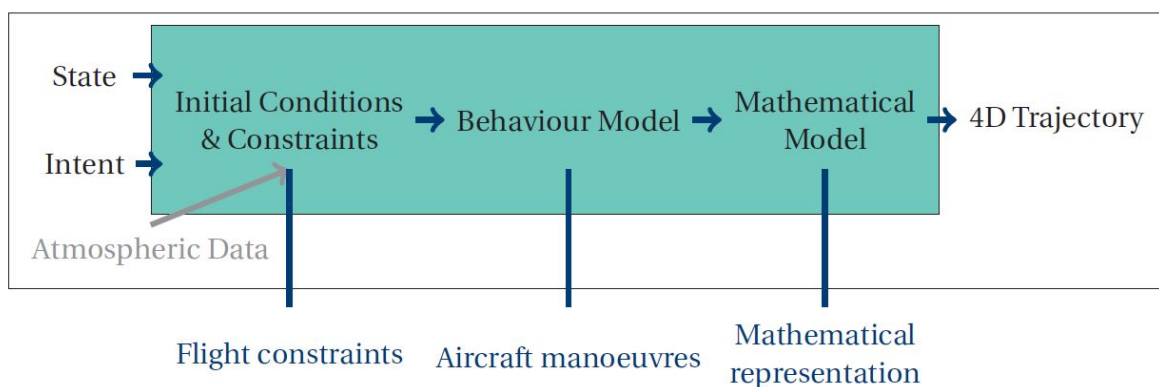 State
Intent
Atmospheric Data
Initial Conditions
& Constraints
Behaviour Model
Mathematical
Model
4D Trajectory
Flight constraints
Aircraft manoeuvres
Mathematical
representation